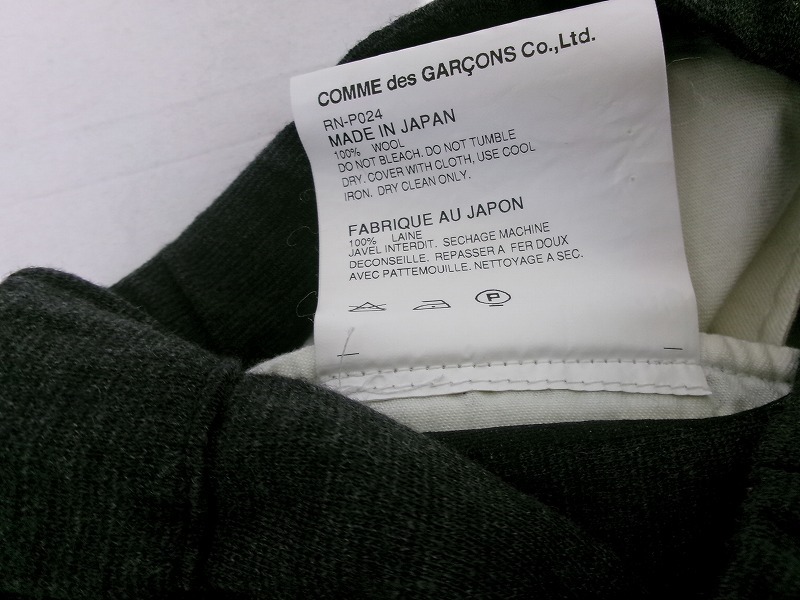 COMME des GARÇONS Co.,Ltd.
RN-P024
MADE IN JAPAN
100% WOOL
DO NOT BLEACH. DO NOT TUMBLE
DRY. COVER WITH CLOTH, USE COOL
IRON. DRY CLEAN ONLY.
FABRIQUE AU JAPON
100% LAINE
JAVEL INTERDIT. SECHAGE MACHINE
DECONSEILLE. REPASSER A FER DOUX
AVEC PATTEMOUILLE. NETTOYAGE A SEC.
P